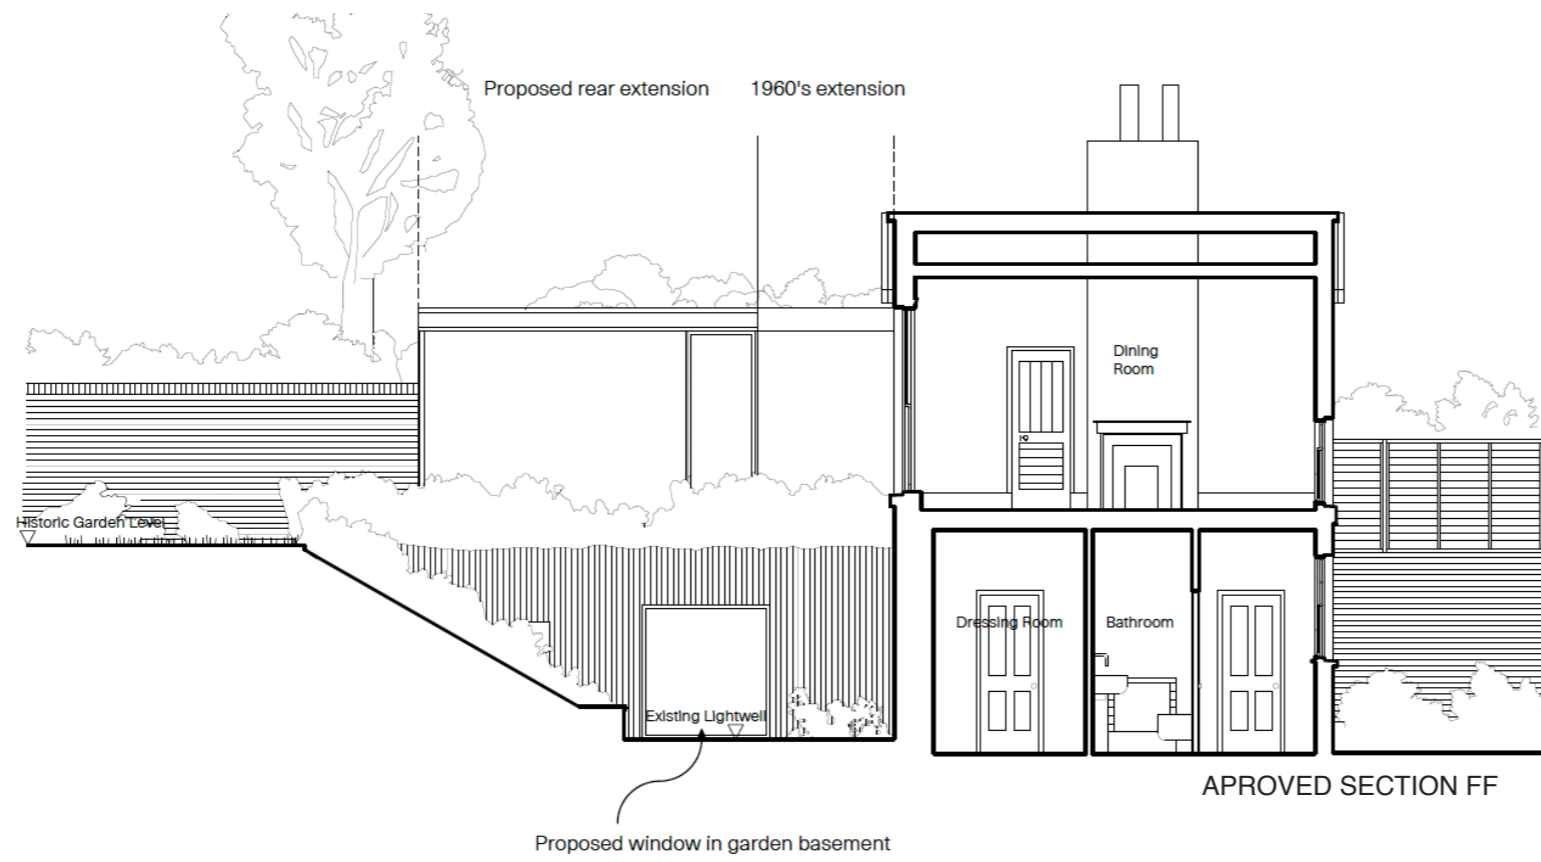 Proposed rear extension
1960's extension
Dining
Room
Historic Garden Level
Dressing Room
Bathroom
Existing Lightwell
APROVED SECTION FF
Proposed window in garden basement